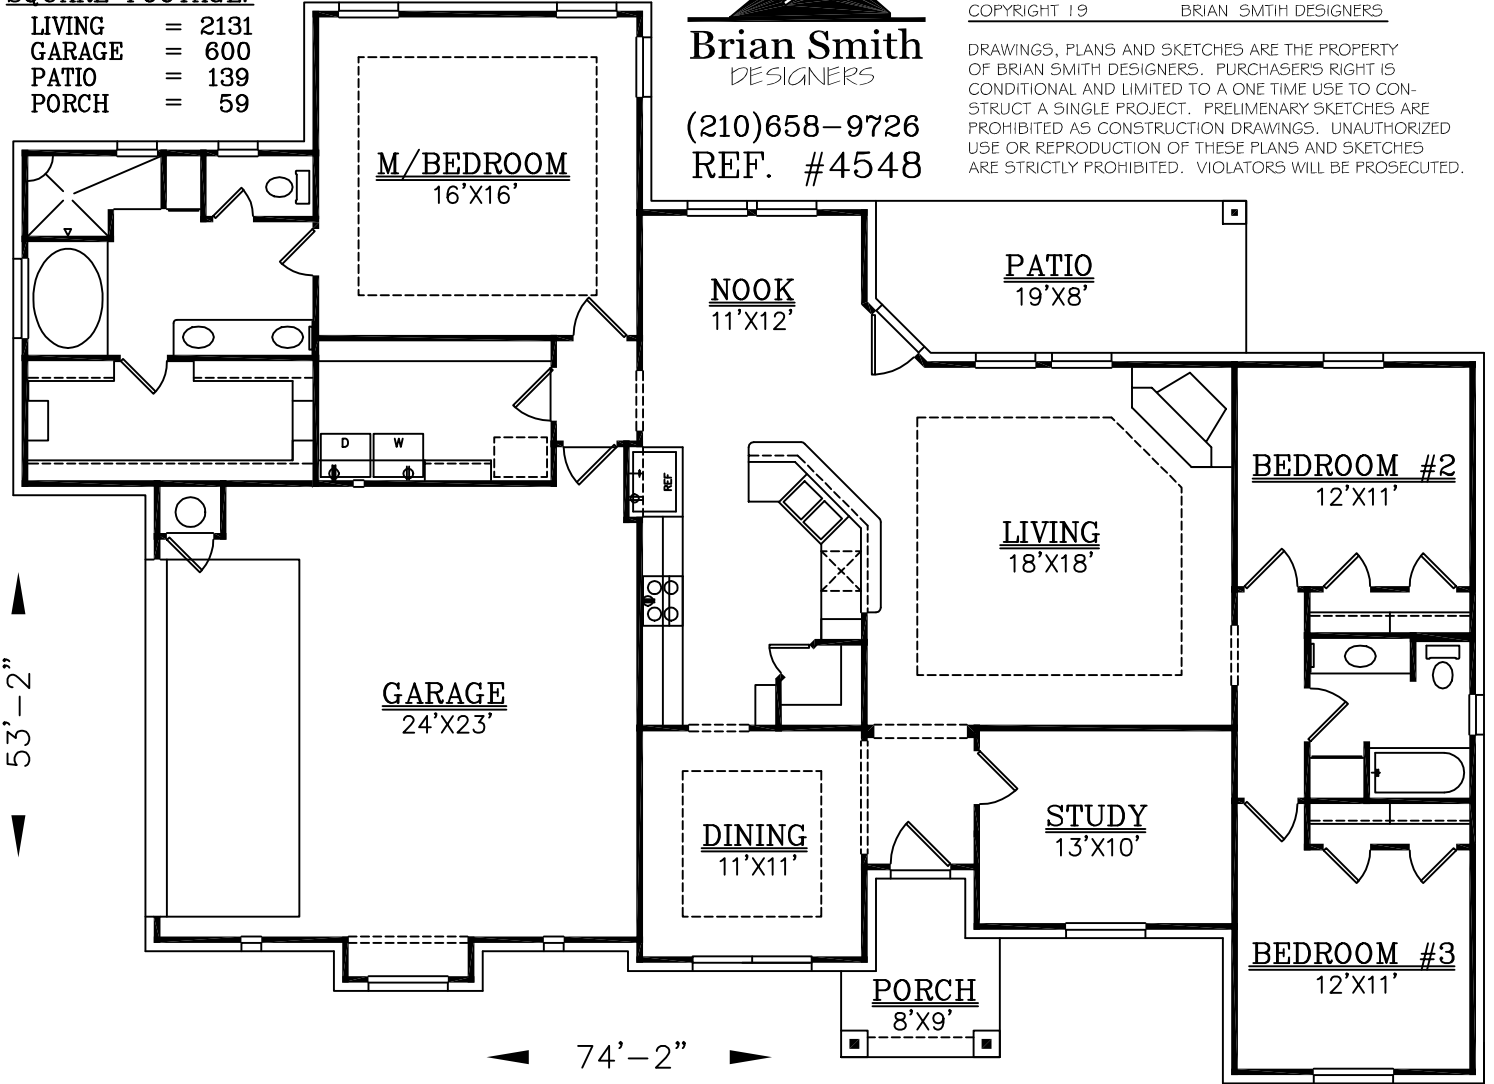 SQUARE FOOTAGE:
LIVING = 2131
GARAGE = 600
PATIO = 139
PORCH = 59
Brian Smith
DESIGNERS
(210)658-9726
REF. #4548
COPYRIGHT 19 BRIAN SMTIH DESIGNERS
DRAWINGS, PLANS AND SKETCHES ARE THE PROPERTY
OF BRIAN SMITH DESIGNERS. PURCHASER'S RIGHT IS
CONDITIONAL AND LIMITED TO A ONE TIME USE TO CON-
STRUCT A SINGLE PROJECT. PRELIMENARY SKETCHES ARE
PROHIBITED AS CONSTRUCTION DRAWINGS. UNAUTHORIZED
USE OR REPRODUCTION OF THESE PLANS AND SKETCHES
ARE STRICTLY PROHIBITED. VIOLATORS WILL BE PROSECUTED.
M/BEDROOM
16'X16'
NOOK
11'X12'
PATIO
19'X8'
D W
REF
LIVING
18'X18'
BEDROOM #2
12'X11'
GARAGE
24'X23'
DINING
11'X11'
STUDY
13'X10'
BEDROOM #3
12'X11'
PORCH
8'X9'
53'-2"
74'-2"